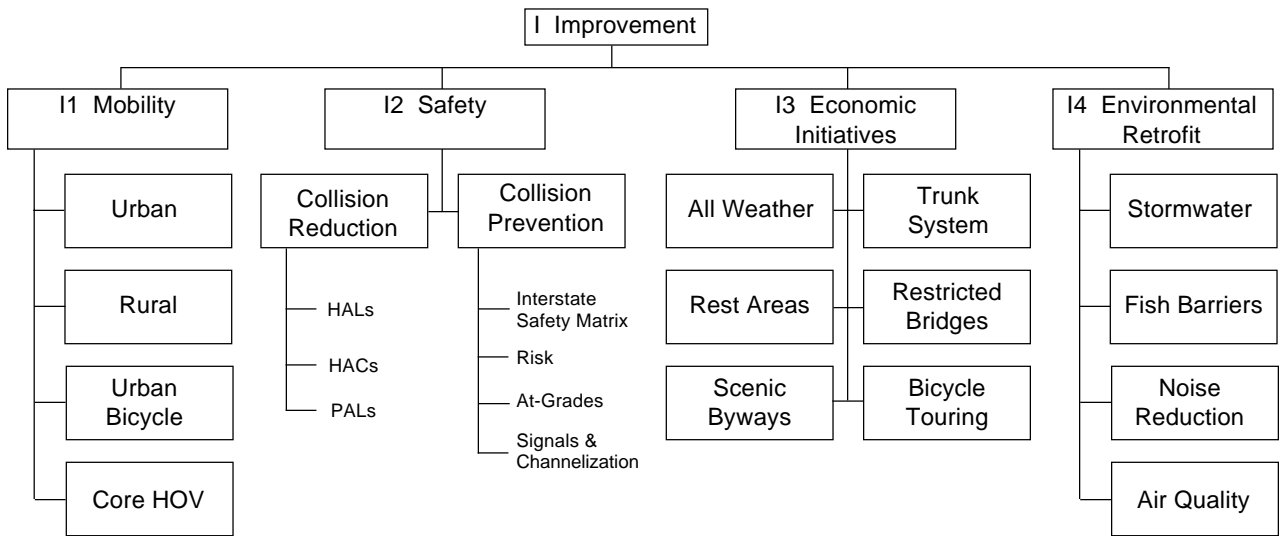 I Improvement
I1 Mobility
Urban
Rural
Urban
Bicycle
Core HOV
I2 Safety
Collision
Reduction
HALs
HACs
PALs
Collision
Prevention
Interstate
Safety Matrix
Risk
At-Grades
Signals &
Channelization
I3 Economic
Initiatives
All Weather
Trunk
System
Rest Areas
Restricted
Bridges
Scenic
Byways
Bicycle
Touring
I4 Environmental
Retrofit
Stormwater
Fish Barriers
Noise
Reduction
Air Quality